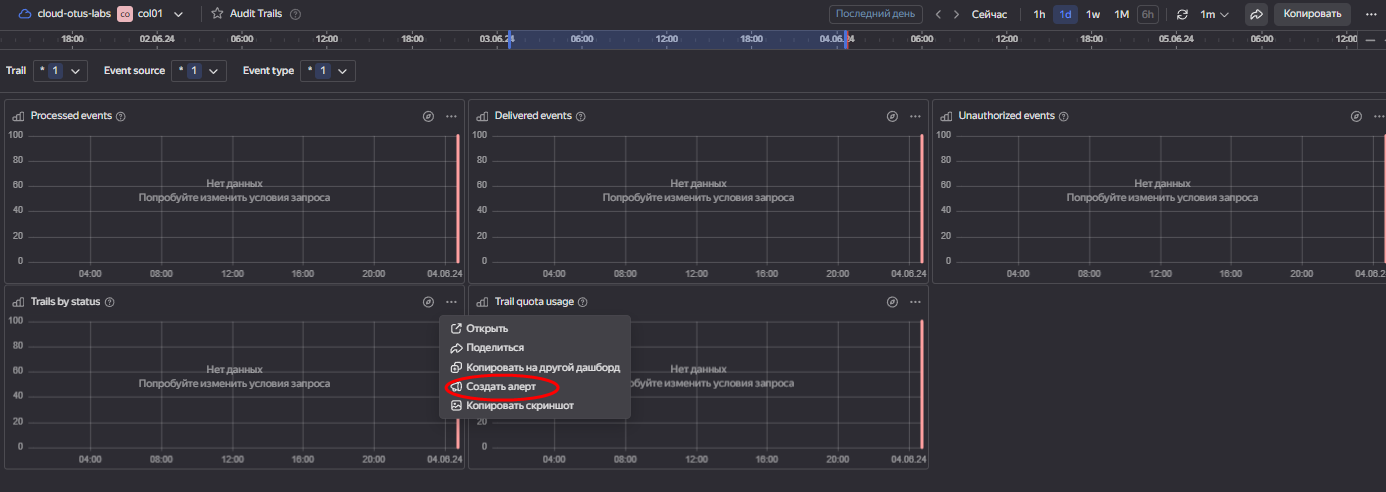 cloud-otus-labs co col01 Audit Trails
Последний день Сейчас 1h 1d 1w 1M 6h 1m Копировать
18:00 02.06.24 06:00 12:00 18:00 03.06.24 06:00 12:00 18:00 04.06.24 06:00 12:00 18:00 05.06.24 06:00 12:00
Trail * 1 Event source * 1 Event type * 1
Processed events
100
80
60
40
20
0
Нет данных
Попробуйте изменить условия запроса
04:00 08:00 12:00 16:00 20:00 04.06.24
Delivered events
100
80
60
40
20
0
Нет данных
Попробуйте изменить условия запроса
04:00 08:00 12:00 16:00 20:00 04.06.24
Unauthorized events
100
80
60
40
20
0
Нет данных
Попробуйте изменить условия запроса
04:00 08:00 12:00 16:00 20:00 04.06.24
Trails by status
100
80
60
40
20
0
Нет данных
Попробуйте изменить условия запроса
04:00 08:00 12:00 16:00 20:00 04.06.24
Открыть
Поделиться
Копировать на другой дашборд
Создать алерт
Копировать скриншот
Trail quota usage
20
0
Нет данных
обуйте изменить условия запроса
04:00 08:00 12:00 16:00 20:00 04.06.24